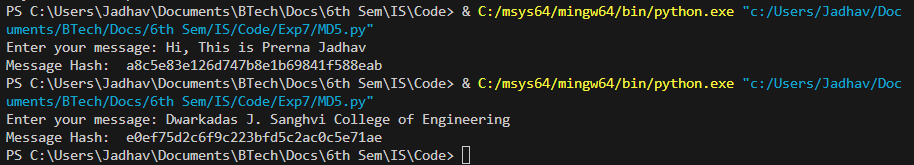 PS C:\Users\Jadhav\Documents\BTech\Docs\6th Sem\IS\Code> & C:/msys64/mingw64/bin/python.exe "c:/Users/Jadhav/Doc
uments/BTech/Docs/6th Sem/IS/Code/Exp7/MD5.py"
Enter your message: Hi, This is Prerna Jadhav
Message Hash:  a8c5e83e126d747b8e1b69841f588eab
PS C:\Users\Jadhav\Documents\BTech\Docs\6th Sem\IS\Code> & C:/msys64/mingw64/bin/python.exe "c:/Users/Jadhav/Doc
uments/BTech/Docs/6th Sem/IS/Code/Exp7/MD5.py"
Enter your message: Dwarkadas J. Sanghvi College of Engineering
Message Hash:  e0ef75d2c6f9c223bfd5c2ac0c5e71ae
PS C:\Users\Jadhav\Documents\BTech\Docs\6th Sem\IS\Code>